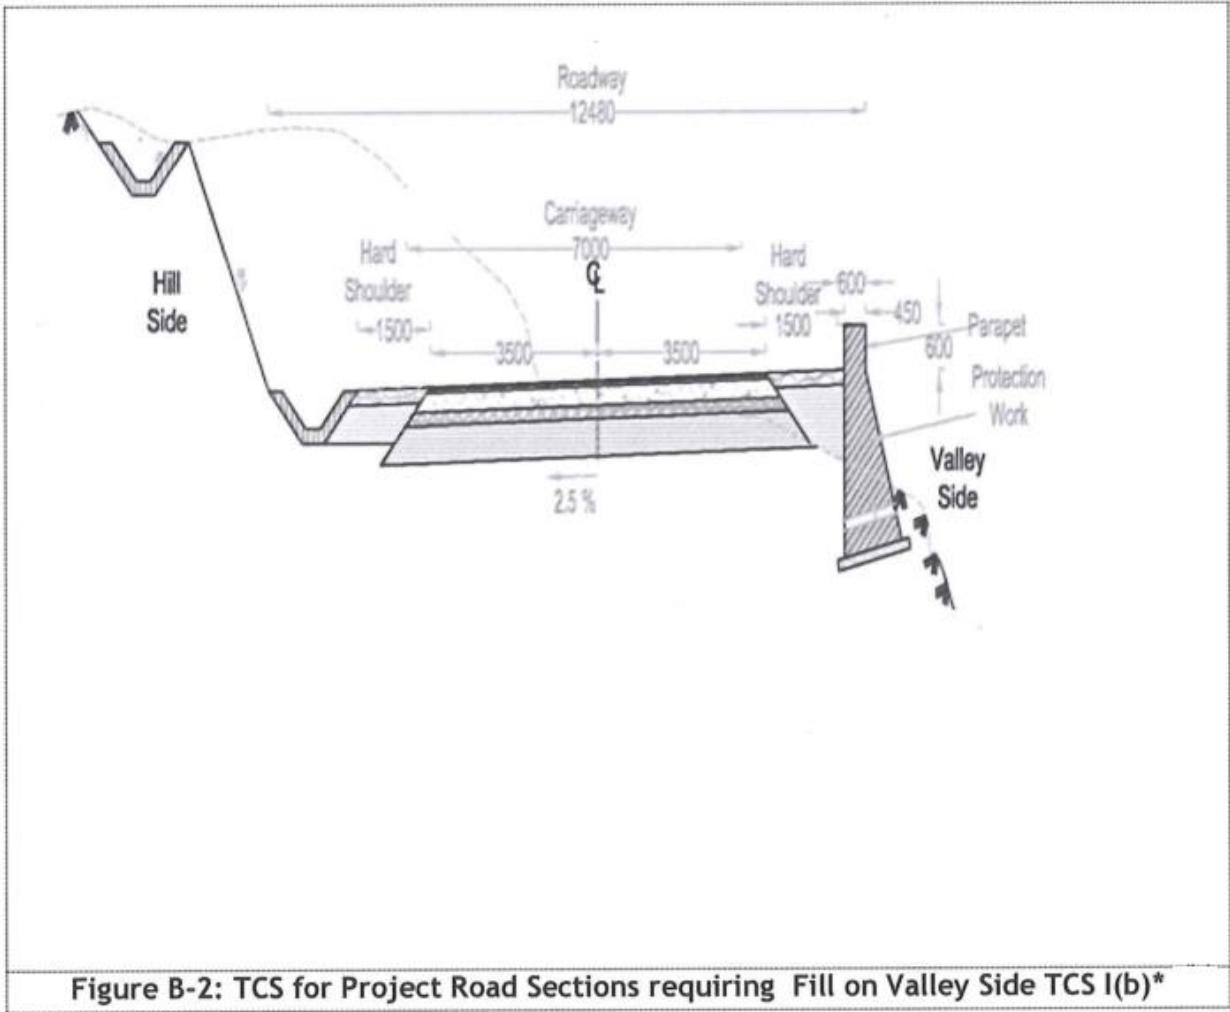 Roadway
12480
Carriageway
7000
Hard
Shoulder
1500
Hard
Shoulder
1500
600
450
600
Parapet
Protection
Work
Hill
Side
℄
3500
3500
Valley
Side
2.5 %
Figure B-2: TCS for Project Road Sections requiring Fill on Valley Side TCS I(b)*